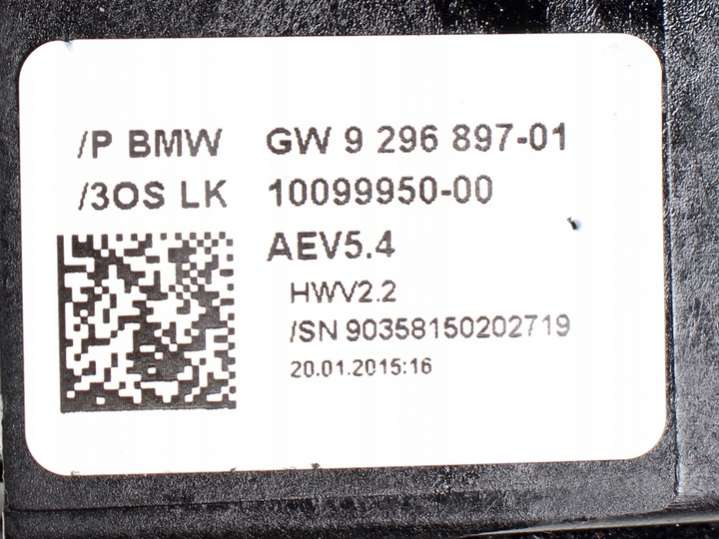 /P BMW GW 9 296 897-01
/3OS LK 10099950-00
AEV5.4
HWV2.2
/SN 90358150202719
20.01.2015:16